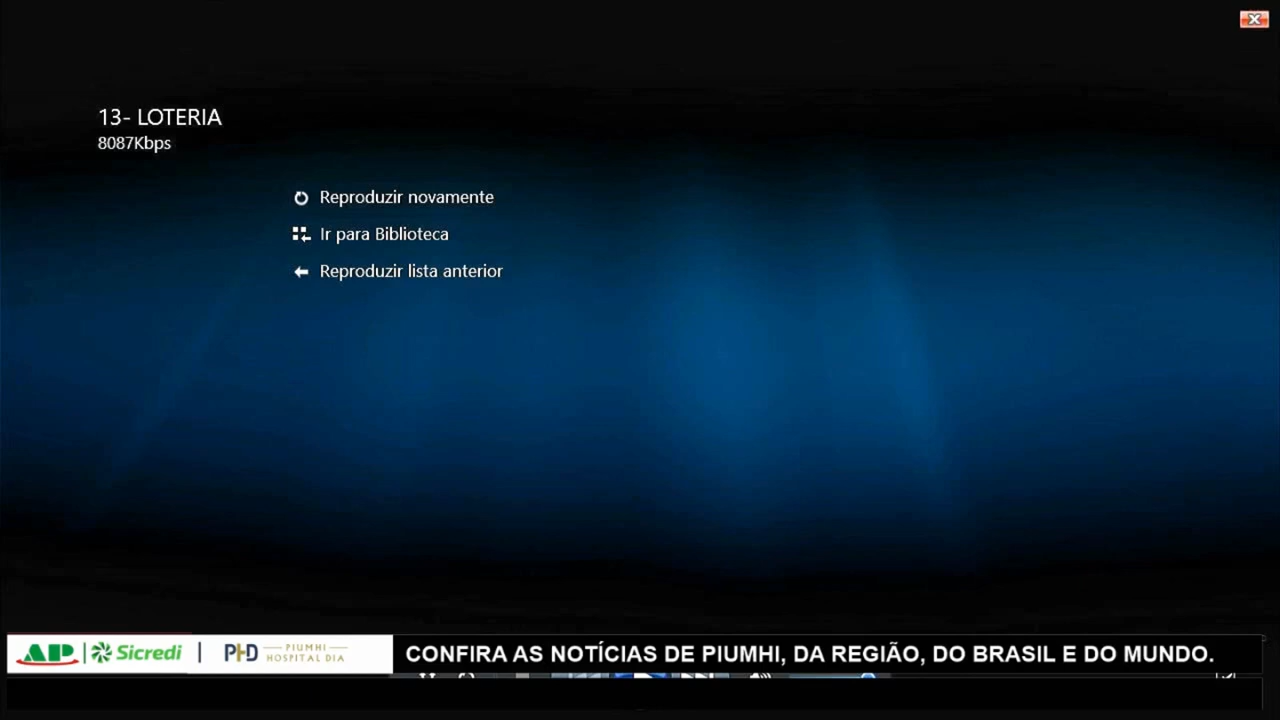 13- LOTERIA
8087Kbps
Reproduzir novamente
Ir para Biblioteca
Reproduzir lista anterior
AP Sicredi PHD PIUMHI HOSPITAL DIA
CONFIRA AS NOTÍCIAS DE PIUMHI, DA REGIÃO, DO BRASIL E DO MUNDO.